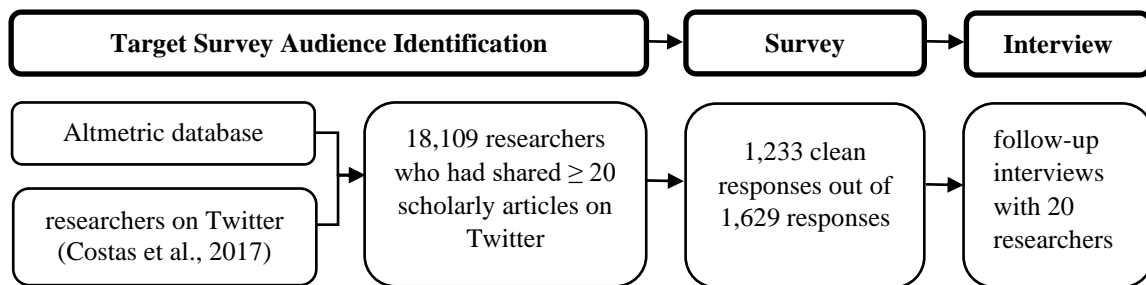 Target Survey Audience Identification
Survey
Interview
Altmetric database
researchers on Twitter
(Costas et al., 2017)
18,109 researchers
who had shared ≥ 20
scholarly articles on
Twitter
1,233 clean
responses out of
1,629 responses
follow-up
interviews
with 20
researchers